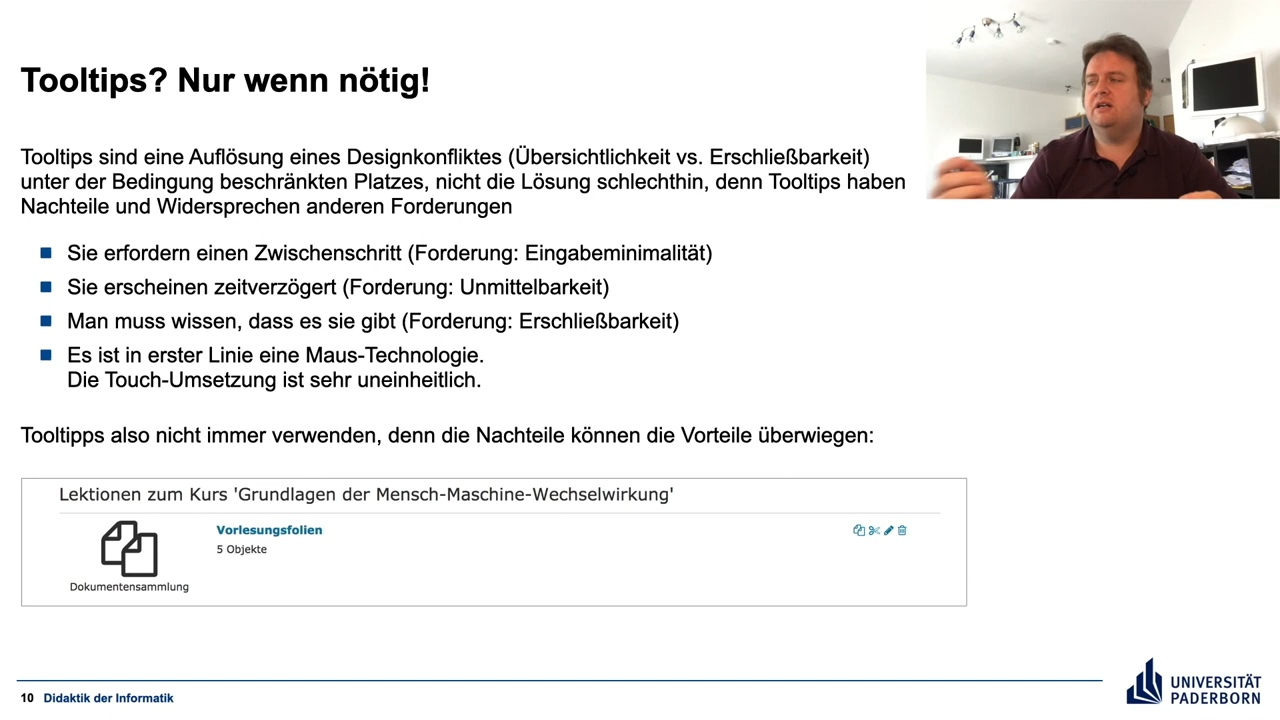 Tooltips? Nur wenn nötig!
Tooltips sind eine Auflösung eines Designkonfliktes (Übersichtlichkeit vs. Erschließbarkeit)
unter der Bedingung beschränkten Platzes, nicht die Lösung schlechthin, denn Tooltips haben
Nachteile und Widersprechen anderen Forderungen
Sie erfordern einen Zwischenschritt (Forderung: Eingabeminimalität)
Sie erscheinen zeitverzögert (Forderung: Unmittelbarkeit)
Man muss wissen, dass es sie gibt (Forderung: Erschließbarkeit)
Es ist in erster Linie eine Maus-Technologie.
Die Touch-Umsetzung ist sehr uneinheitlich.
Tooltipps also nicht immer verwenden, denn die Nachteile können die Vorteile überwiegen:
Lektionen zum Kurs 'Grundlagen der Mensch-Maschine-Wechselwirkung'
Vorlesungsfolien
5 Objekte
Dokumentensammlung
10 Didaktik der Informatik
UNIVERSITÄT
PADERBORN